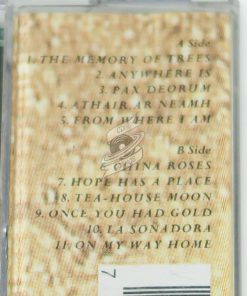 A Side
1. THE MEMORY OF TREES
2. ANYWHERE IS
3. PAX DEORUM
4. ATHAIR AR NEAMH
5. FROM WHERE I AM
B Side
CHINA ROSES
7. HOPE HAS A PLACE
8. TEA-HOUSE MOON
9. ONCE YOU HAD GOLD
10. LA SOÑADORA
11. ON MY WAY HOME
7